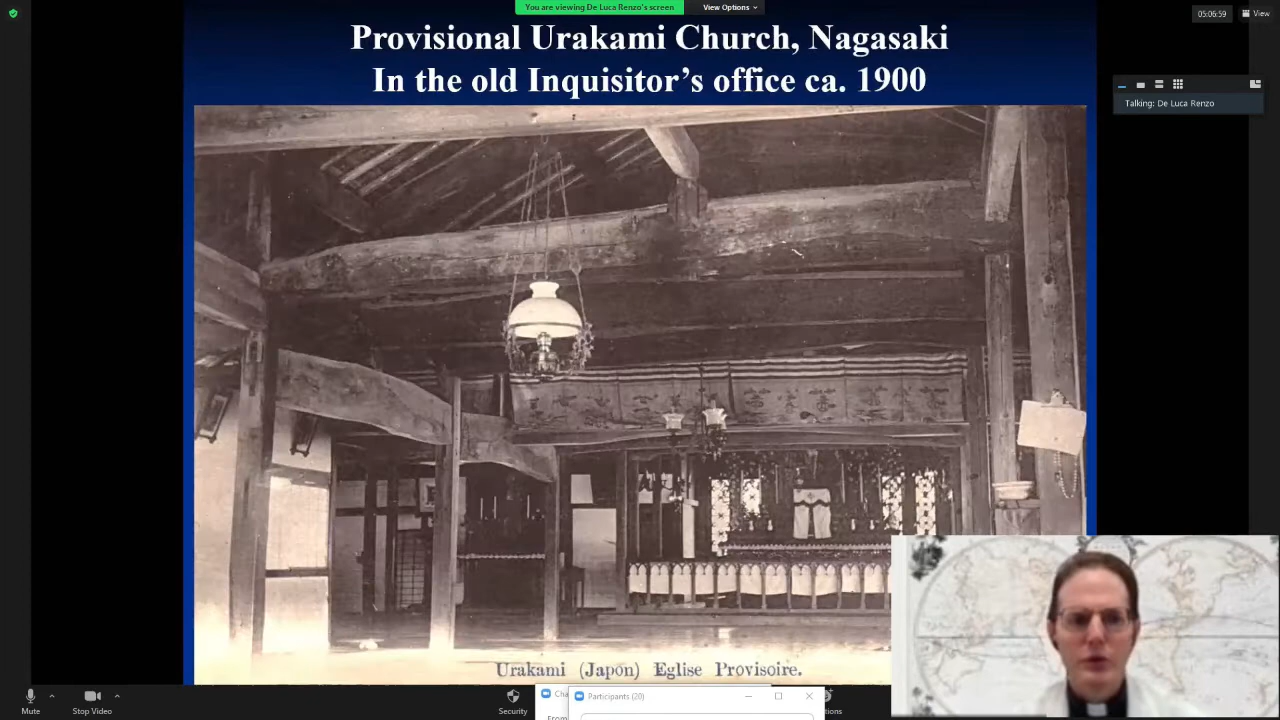 You are viewing De Luca Renzo's screen
View Options
05:06:59
View
Provisional Urakami Church, Nagasaki
In the old Inquisitor's office ca. 1900
Talking: De Luca Renzo
Urakami (Japon) Eglise Provisoire.
Mute
Stop Video
Security
Cha
Participants (20)
From